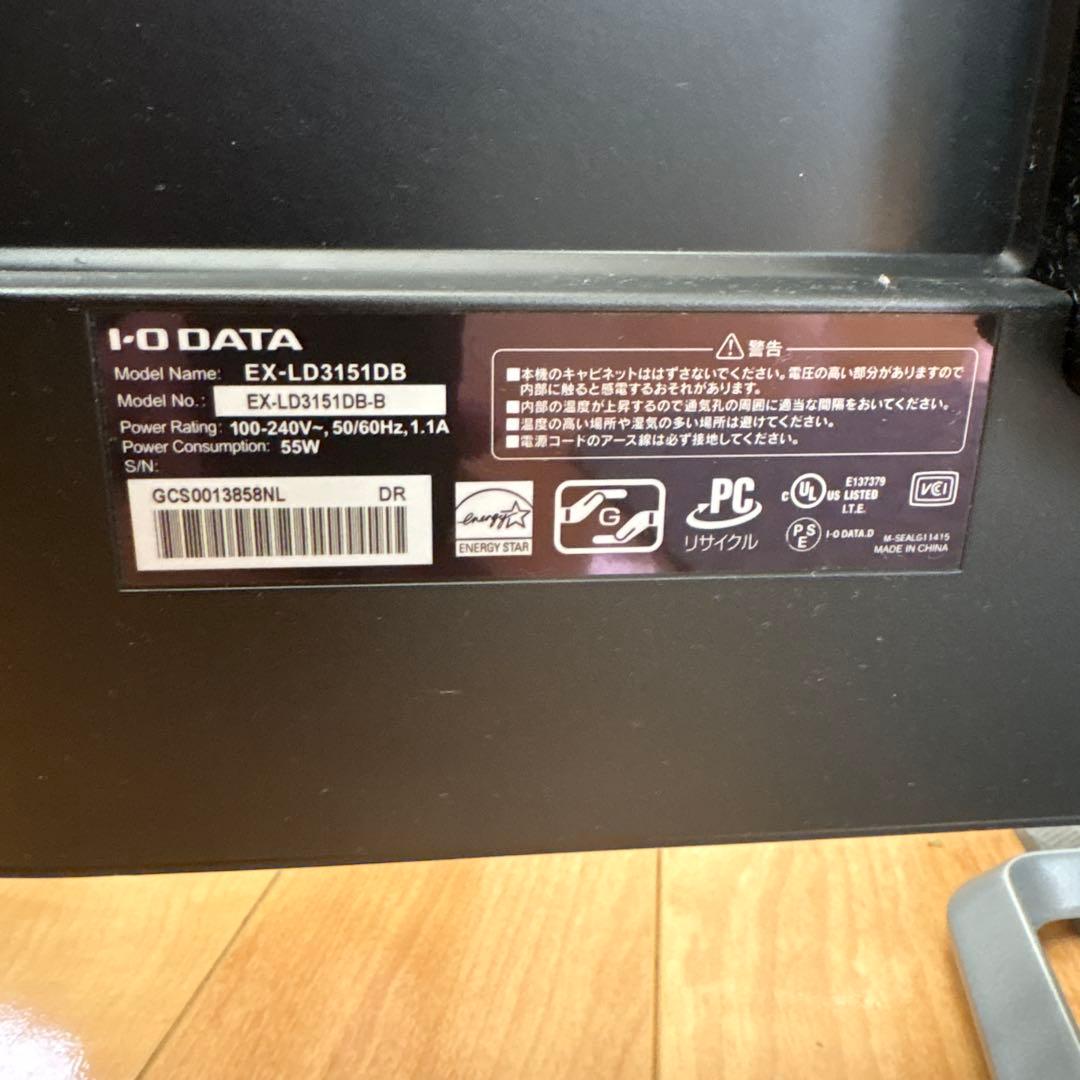 I-O DATA
Model Name: EX-LD3151DB
Model No.: EX-LD3151DB-B
Power Rating: 100-240V~, 50/60Hz, 1.1A
Power Consumption: 55W
S/N:
GCS0013858NL DR
energy
ENERGY STAR
⚠警告
■本機のキャビネットははずさないでください。電圧の高い部分がありますので
内部に触ると感電するおそれがあります。
■内部の温度が上昇するので通気孔の周囲に適当な間隔をおいてください。
■温度の高い場所や湿気の多い場所は避けてください。
■電源コードのアース線は必ず接地してください。
G
PC
リサイクル
C UL US LISTED
E137379
I.T.E.
VCI
PSE I-O DATA.D
M-SEALG11415
MADE IN CHINA